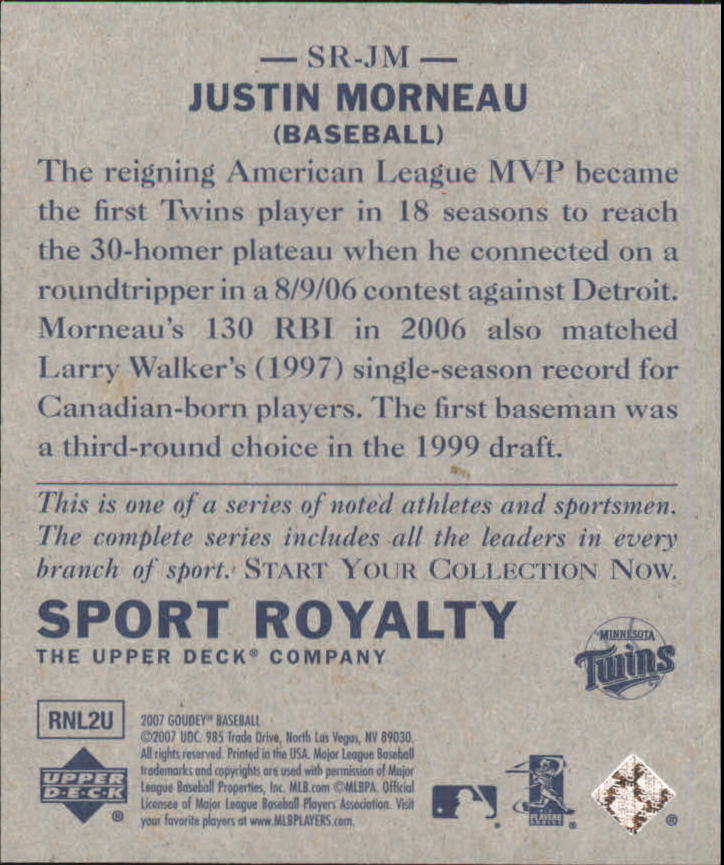 — SR-JM —
JUSTIN MORNEAU
(BASEBALL)
The reigning American League MVP became
the first Twins player in 18 seasons to reach
the 30-homer plateau when he connected on a
roundtripper in a 8/9/06 contest against Detroit.
Morneau's 130 RBI in 2006 also matched
Larry Walker's (1997) single-season record for
Canadian-born players. The first baseman was
a third-round choice in the 1999 draft.
This is one of a series of noted athletes and sportsmen.
The complete series includes all the leaders in every
branch of sport. START YOUR COLLECTION NOW.
SPORT ROYALTY
THE UPPER DECK® COMPANY
MINNESOTA
Twins
RNL2U
UPPER
D·E·C·K
®
2007 GOUDEY™ BASEBALL
©2007 UDC. 985 Trade Drive, North Las Vegas, NV 89030.
All rights reserved. Printed in the USA. Major League Baseball
trademarks and copyrights are used with permission of Major
League Baseball Properties, Inc. MLB.com ©MLBPA. Official
Licensee of Major League Baseball Players Association. Visit
your favorite players at www.MLBPLAYERS.com.
®
PLAYERS
CHOICE
®
®